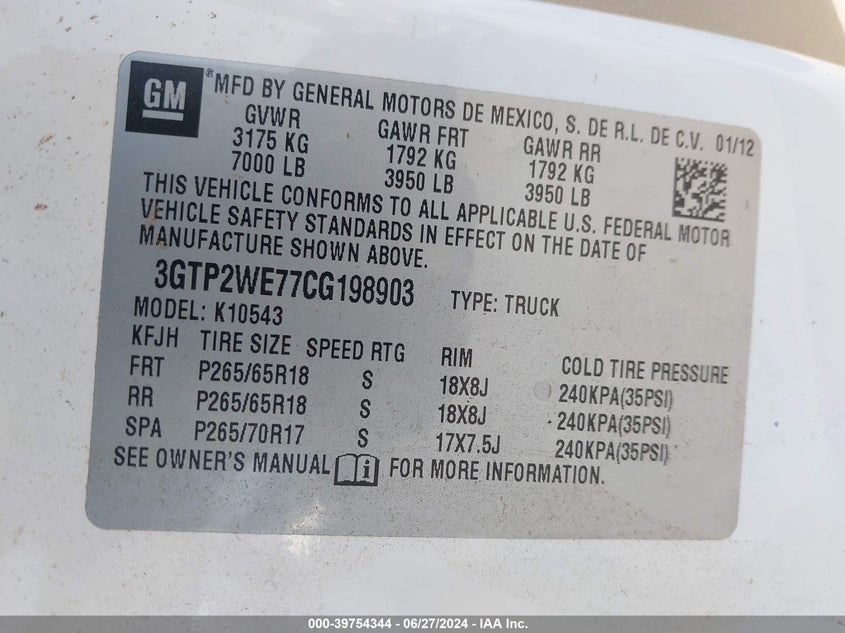 GM ® MFD BY GENERAL MOTORS DE MEXICO, S. DE R.L. DE C.V. 01/12
GVWR GAWR FRT GAWR RR
3175 KG 1792 KG 1792 KG
7000 LB 3950 LB 3950 LB
THIS VEHICLE CONFORMS TO ALL APPLICABLE U.S. FEDERAL MOTOR
VEHICLE SAFETY STANDARDS IN EFFECT ON THE DATE OF
MANUFACTURE SHOWN ABOVE.
3GTP2WE77CG198903 TYPE: TRUCK
MODEL: K10543
KFJH TIRE SIZE SPEED RTG RIM COLD TIRE PRESSURE
FRT P265/65R18 S 18X8J 240KPA(35PSI)
RR P265/65R18 S 18X8J 240KPA(35PSI)
SPA P265/70R17 S 17X7.5J 240KPA(35PSI)
SEE OWNER'S MANUAL FOR MORE INFORMATION.
000-39754344 - 06/27/2024 - IAA Inc.